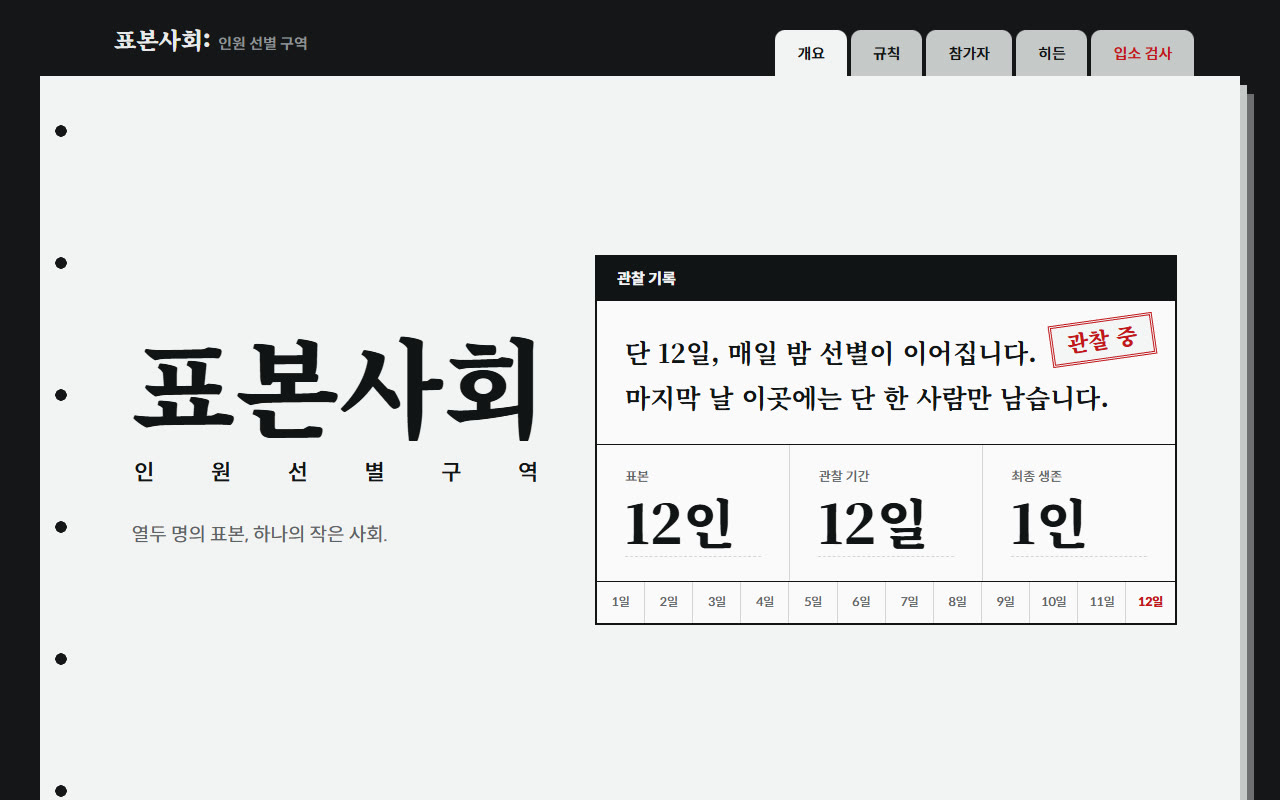 표본사회: 인원 선별 구역
개요
규칙
참가자
히든
입소 검사
표본사회
인 원 선 별 구 역
열두 명의 표본, 하나의 작은 사회.
관찰 기록
관찰 중
단 12일, 매일 밤 선별이 이어집니다.
마지막 날 이곳에는 단 한 사람만 남습니다.
표본
12인
관찰 기간
12일
최종 생존
1인
1일
2일
3일
4일
5일
6일
7일
8일
9일
10일
11일
12일